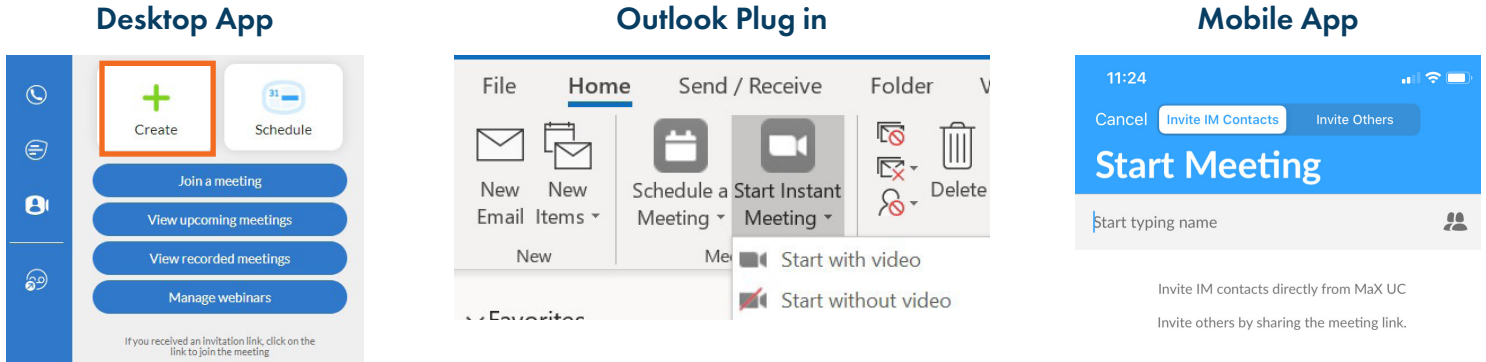 Desktop App
Create
31
Schedule
Join a meeting
View upcoming meetings
View recorded meetings
Manage webinars
If you received an invitation link, click on the
link to join the meeting
Outlook Plug in
File Home Send / Receive Folder
New
Email
New
Items
Schedule a
Meeting
Start Instant
Meeting
Delete
New
Start with video
Start without video
Favorites
Mobile App
11:24
Cancel Invite IM Contacts Invite Others
Start Meeting
Start typing name
Invite IM contacts directly from MaX UC
Invite others by sharing the meeting link.